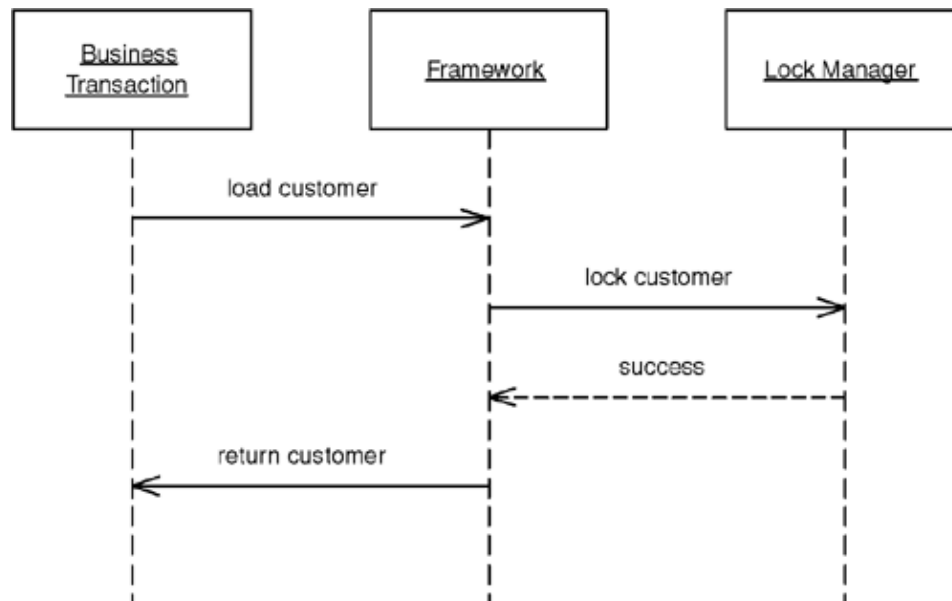 Business
Transaction
Framework
Lock Manager
load customer
lock customer
success
return customer